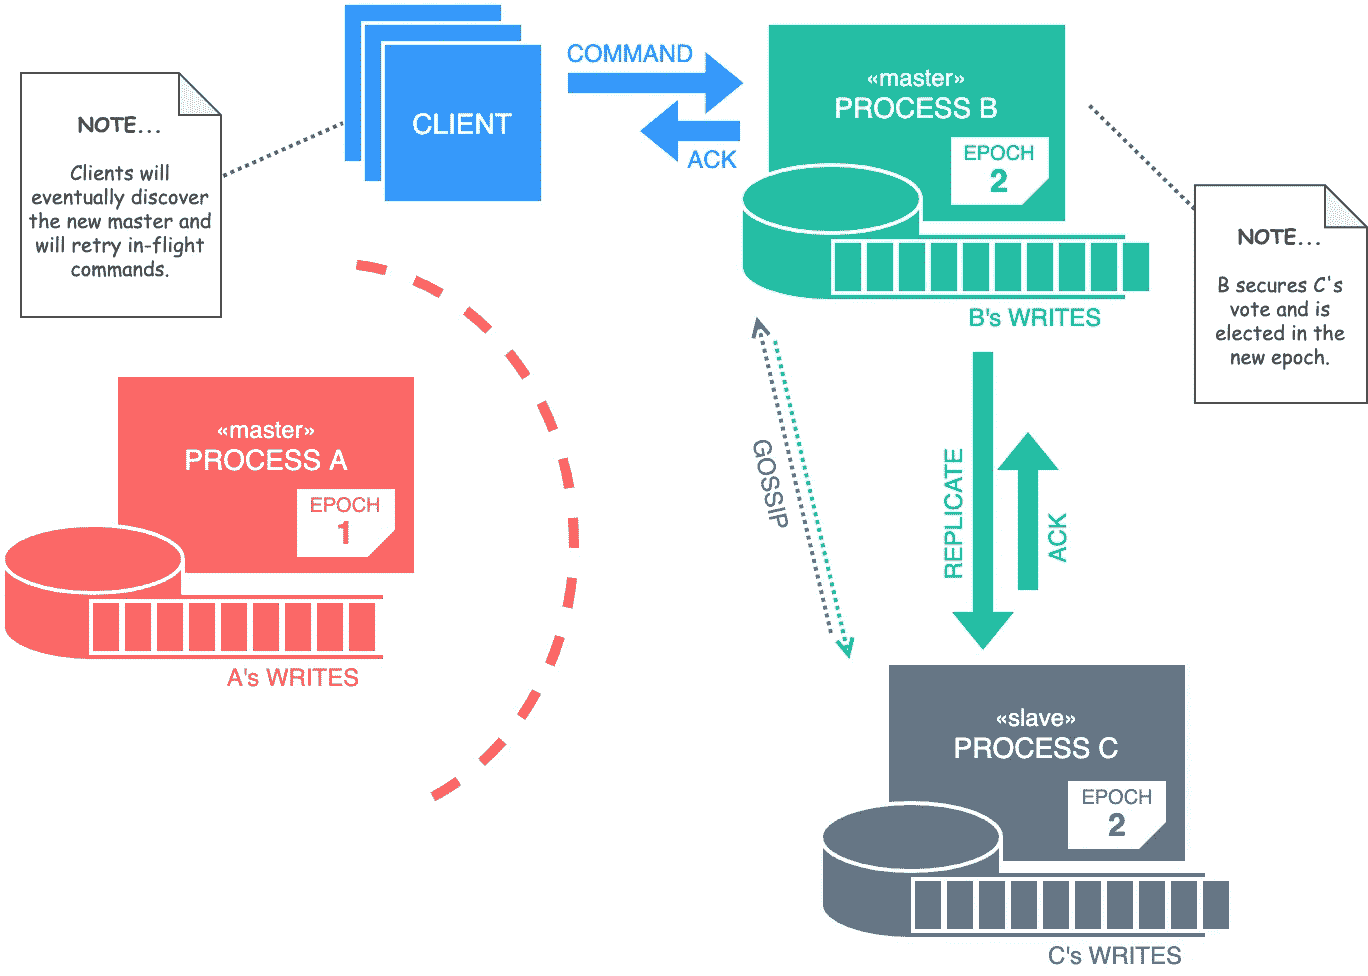 NOTE...
Clients will
eventually discover
the new master and
will retry in-flight
commands.
CLIENT
COMMAND
ACK
«master»
PROCESS B
EPOCH
2
B's WRITES
NOTE...
B secures C's
vote and is
elected in the
new epoch.
«master»
PROCESS A
EPOCH
1
A's WRITES
GOSSIP
REPLICATE
ACK
«slave»
PROCESS C
EPOCH
2
C's WRITES